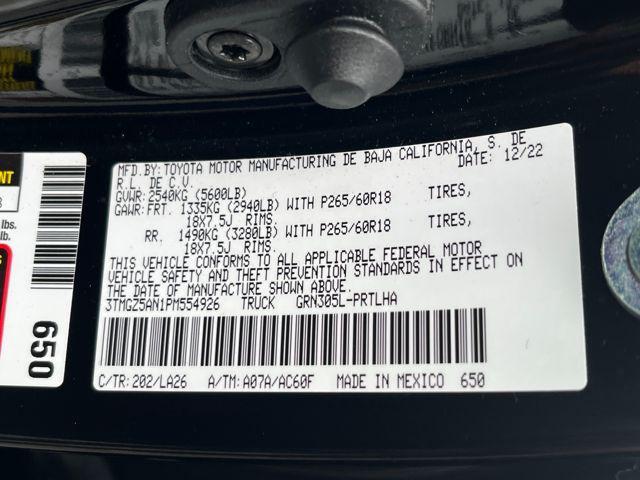 MFD.BY: TOYOTA MOTOR MANUFACTURING DE BAJA CALIFORNIA, S. DE
R.L. DE C.V. DATE: 12/22
GVWR: 2540KG (5600LB)
GAWR: FRT. 1335KG (2940LB) WITH P265/60R18 TIRES,
18X7.5J RIMS.
RR. 1490KG (3280LB) WITH P265/60R18 TIRES,
18X7.5J RIMS.
THIS VEHICLE CONFORMS TO ALL APPLICABLE FEDERAL MOTOR
VEHICLE SAFETY AND THEFT PREVENTION STANDARDS IN EFFECT ON
THE DATE OF MANUFACTURE SHOWN ABOVE.
3TMGZ5AN1PM554926 TRUCK GRN305L-PRTLHA
C/TR: 202/LA26 A/TM: A07A/AC60F MADE IN MEXICO 650
lbs.
lb.
650